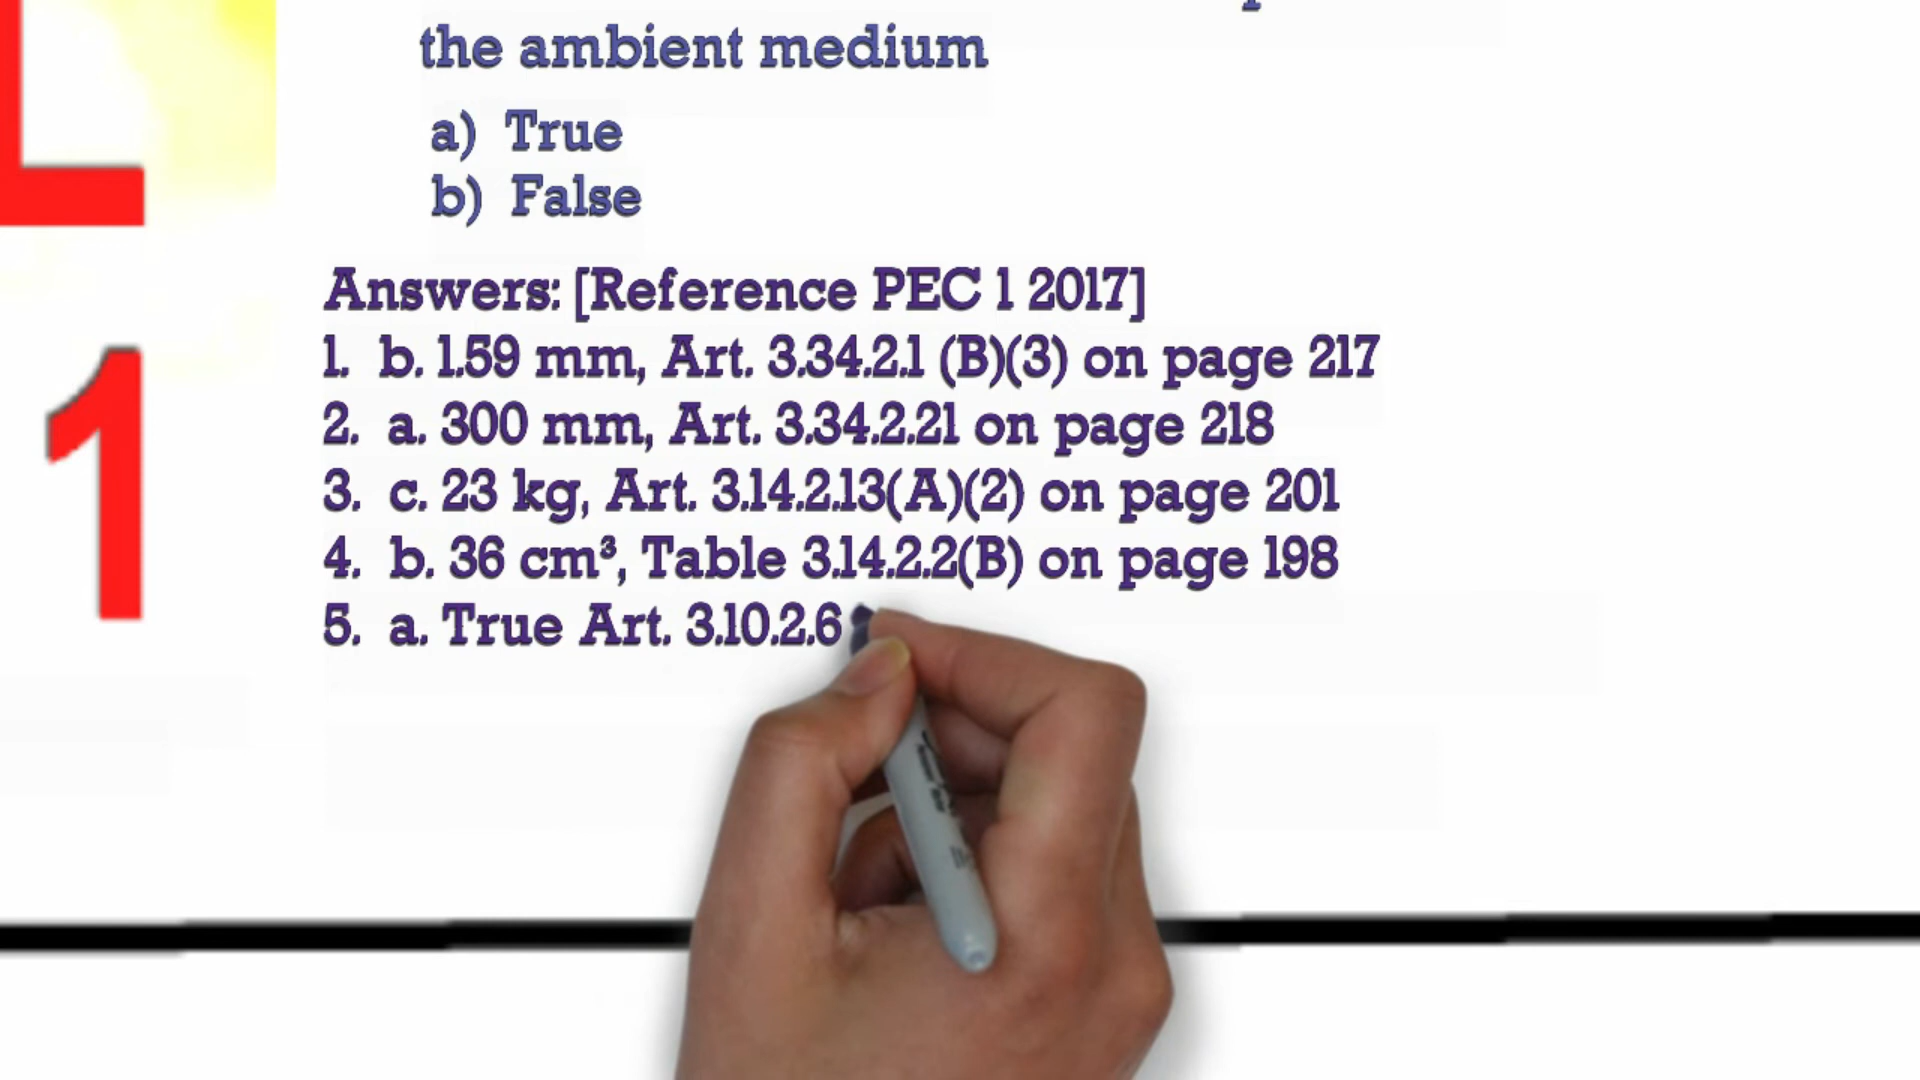 the ambient medium
a) True
b) False
Answers: [Reference PEC 1 2017]
1. b. 1.59 mm, Art. 3.34.2.1 (B)(3) on page 217
1
2. a. 300 mm, Art. 3.34.2.21 on page 218
3. c. 23 kg, Art. 3.14.2.13(A)(2) on page 201
4. b. 36 cm³, Table 3.14.2.2(B) on page 198
5. a. True Art. 3.10.2.6